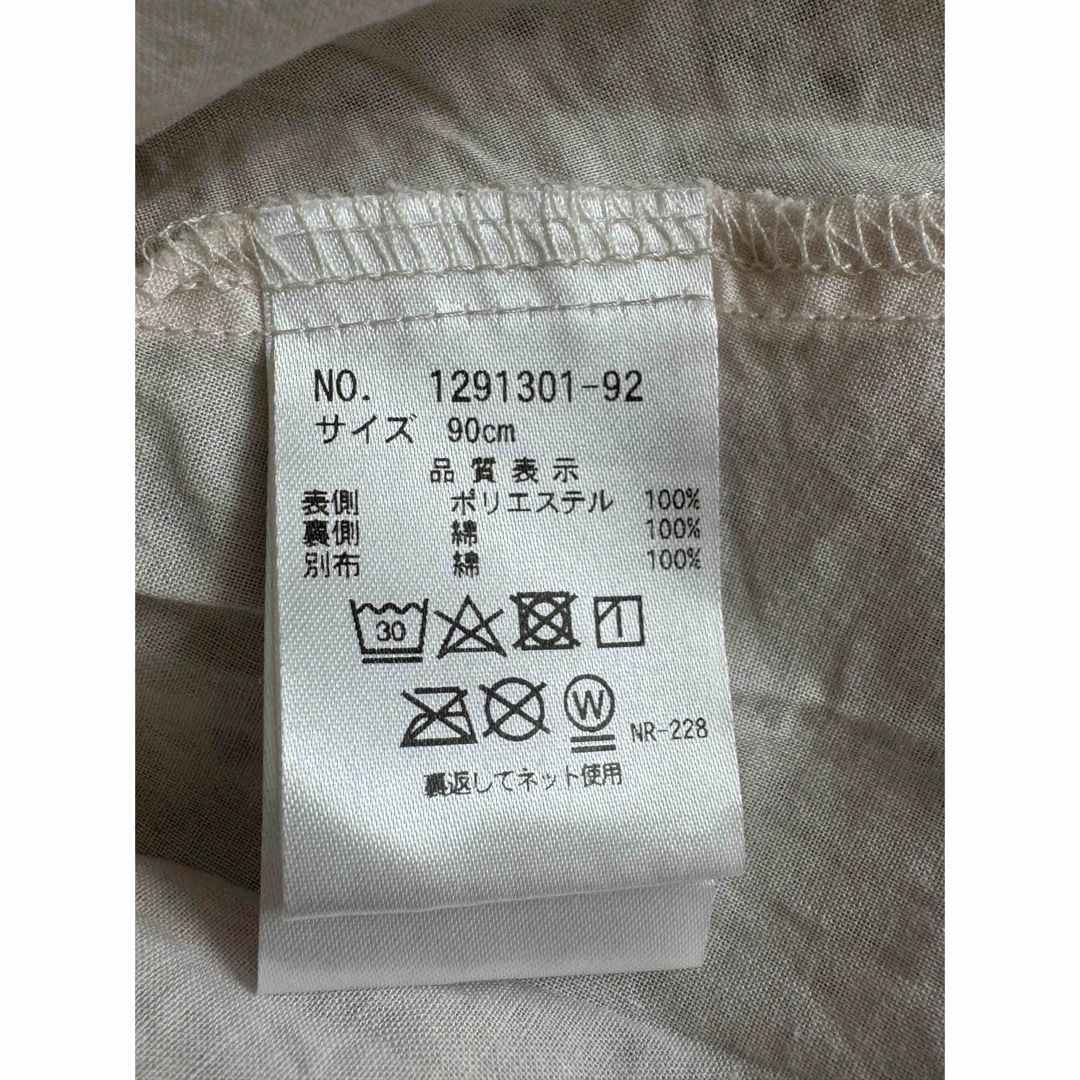 NO. 1291301-92
サイズ 90cm
品質表示
表側 ポリエステル 100%
裏側 綿 100%
別布 綿 100%
30
W
NR-228
裏返してネット使用